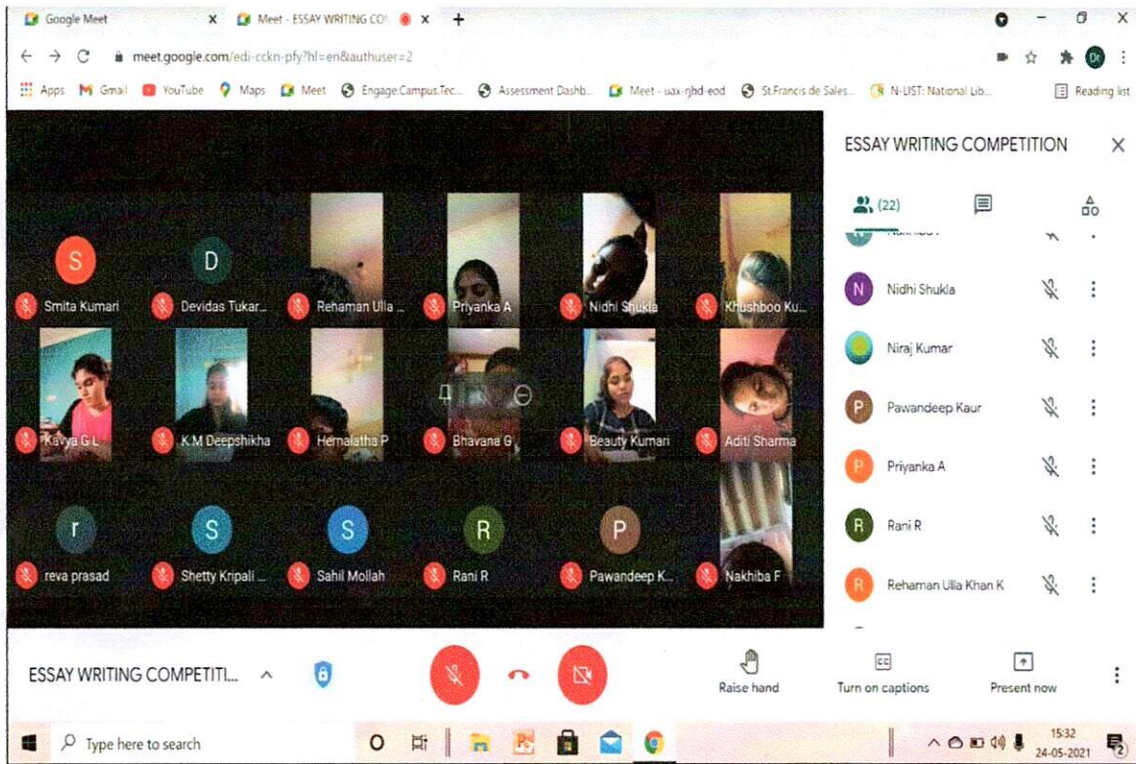 Google Meet
Meet - ESSAY WRITING CO
meet.google.com/edi-cckn-pfy?hl=en&authuser=2
Dr
Apps Gmail YouTube Maps Meet Engage.Campus.Tec... Assessment Dashb... Meet - uax-njhd-eod St.Francis de Sales... N-LIST: National Lib... Reading list
ESSAY WRITING COMPETITION
(22)
S D
Smita Kumari Devidas Tukar... Rehaman Ulla ... Priyanka A Nidhi Shukla Khushboo Ku...
Kavya G L K.M Deepshikha Hemalatha P Bhavana G Beauty Kumari Aditi Sharma
r S S R P
reva prasad Shetty Kripali ... Sahil Mollah Rani R Pawandeep K... Nakhiba F
N Nidhi Shukla
Niraj Kumar
P Pawandeep Kaur
P Priyanka A
R Rani R
R Rehaman Ulla Khan K
ESSAY WRITING COMPETITI...
Raise hand
CC
Turn on captions
Present now
Type here to search
15:32
24-05-2021
2